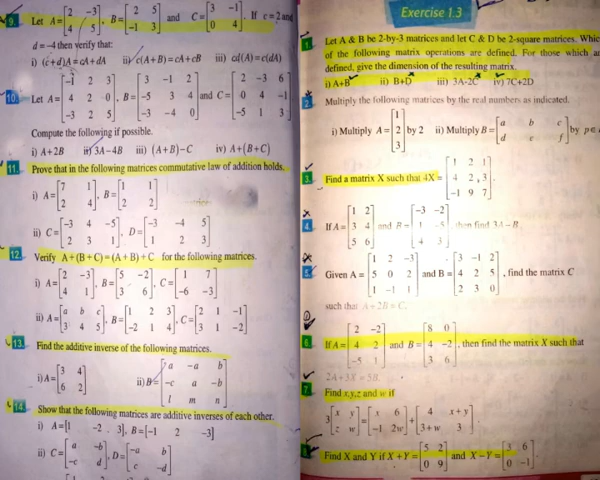 9. Let A=[2 -3; 4 5], B=[2 5; -1 3] and C=[3 -1; 0 4]. If c=2 and
d=-4 then verify that:
i) (c+d)A=cA+dA ii) c(A+B)=cA+cB iii) cd(A)=c(dA)
10. Let A=[-1 2 3; 4 2 0; -3 2 5], B=[3 -1 2; -5 3 4; -3 -4 0] and C=[2 -3 6; 0 4 -1; -5 1 3]
Compute the following if possible.
i) A+2B ii) 3A-4B iii) (A+B)-C iv) A+(B+C)
11. Prove that in the following matrices commutative law of addition holds.
i) A=[7 1; 2 4], B=[1 1; 2 2]
ii) C=[-3 4 -5; 2 3 1], D=[-3 -4 5; 1 2 3]
12. Verify A+(B+C)=(A+B)+C for the following matrices.
i) A=[2 -3; 4 1], B=[5 -2; 3 6], C=[1 7; -6 -3]
ii) A=[a b c; 3 4 5], B=[1 2 3; -2 1 4], C=[2 1 -1; 3 1 -2]
13. Find the additive inverse of the following matrices.
i) A=[3 4; 6 2] ii) B=[a -a b; -c a -b; l m n]
14. Show that the following matrices are additive inverses of each other.
i) A=[1 -2 3], B=[-1 2 -3]
ii) C=[a -b; -c d], D=[-a b; c -d]
Exercise 1.3
1. Let A & B be 2-by-3 matrices and let C & D be 2-square matrices. Whic
of the following matrix operations are defined. For those which ar
defined, give the dimension of the resulting matrix.
i) A+B ii) B+D iii) 3A-2C iv) 7C+2D
2. Multiply the following matrices by the real numbers as indicated.
i) Multiply A=[1; 2; 3] by 2 ii) Multiply B=[a b c; d e f] by p∈
3. Find a matrix X such that 4X=[1 2 1; 4 2 3; -1 9 7].
4. If A=[1 2; 3 4; 5 6] and B=[-3 -2; 1 -5; 4 3] then find 3A-B.
5. Given A=[1 2 -3; 5 0 2; 1 -1 1] and B=[3 -1 2; 4 2 5; 2 3 0], find the matrix C
such that A+2B=C.
6. If A=[2 -2; 4 2; -5 1] and B=[8 0; 4 -2; 3 6], then find the matrix X such that
2A+3X=5B.
7. Find x,y,z and w if
3[x y; z w]=[x 6; -1 2w]+[4 x+y; 3+w 3]
8. Find X and Y if X+Y=[5 2; 0 9] and X-Y=[3 6; 0 -1].